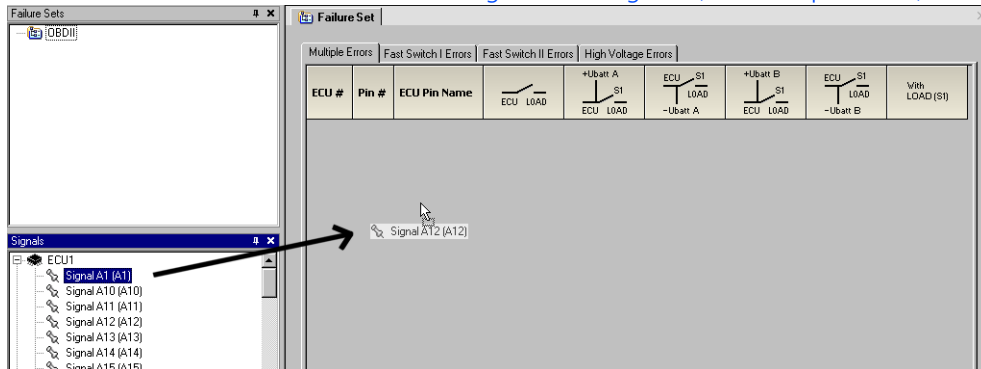 Failure Sets
OBDII
Signals
ECU1
Signal A1 (A1)
Signal A10 (A10)
Signal A11 (A11)
Signal A12 (A12)
Signal A13 (A13)
Signal A14 (A14)
Signal A15 (A15)
Failure Set
Multiple Errors Fast Switch I Errors Fast Switch II Errors High Voltage Errors
ECU # Pin # ECU Pin Name
ECU LOAD
+Ubatt A
S1
ECU LOAD
ECU S1
LOAD
-Ubatt A
+Ubatt B
S1
ECU LOAD
ECU S1
LOAD
-Ubatt B
With
LOAD (S1)
Signal A12 (A12)